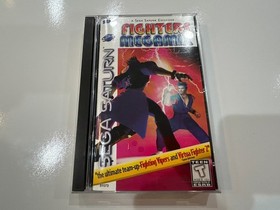 A Sega Saturn Exclusive
FIGHTERS
MEGAMIX
SEGA SATURN
"the ultimate team-up Fighting Vipers and Virtua Fighter 2"
TEEN